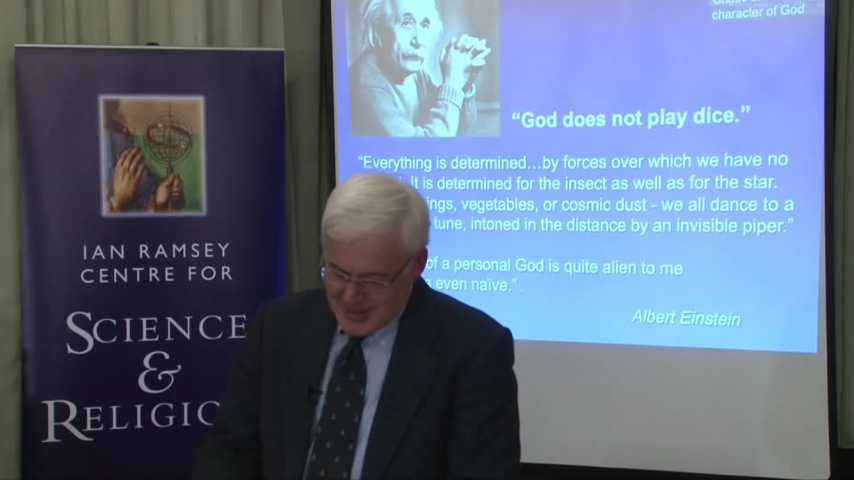 IAN RAMSEY
CENTRE FOR
SCIENCE
&
character of God
"God does not play dice."
"Everything is determined…by forces over which we have no
It is determined for the insect as well as for the star.
vegetables, or cosmic dust - we all dance to a
tune, intoned in the distance by an invisible piper."
of a personal God is quite alien to me
even naïve." .
Albert Einstein